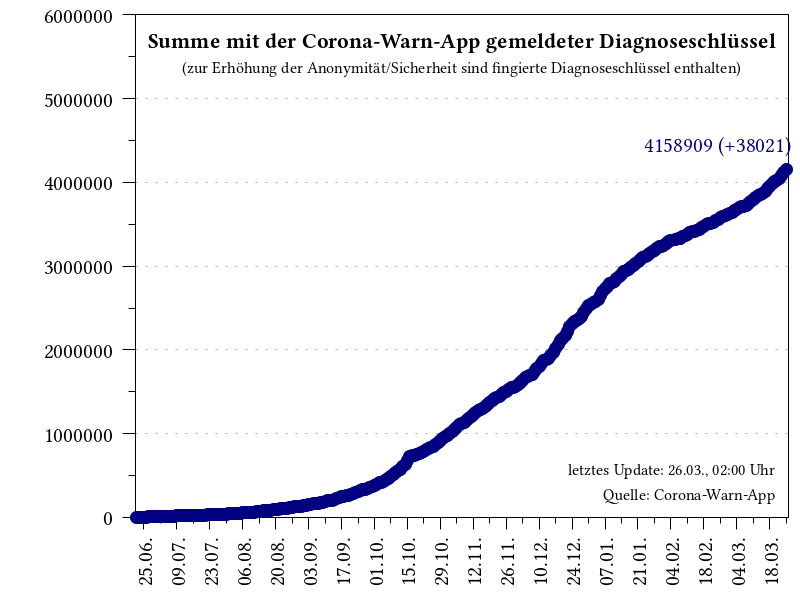 Summe mit der Corona-Warn-App gemeldeter Diagnoseschlüssel
(zur Erhöhung der Anonymität/Sicherheit sind fingierte Diagnoseschlüssel enthalten)
6000000
5000000
4158909 (+38021)
4000000
3000000
2000000
1000000
letztes Update: 26.03., 02:00 Uhr
Quelle: Corona-Warn-App
0
25.06. 09.07. 23.07. 06.08. 20.08. 03.09. 17.09. 01.10. 15.10. 29.10. 12.11. 26.11. 10.12. 24.12. 07.01. 21.01. 04.02. 18.02. 04.03. 18.03.